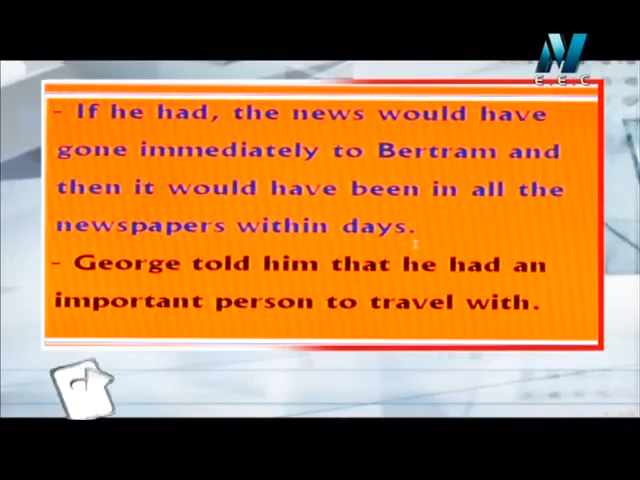 E.E.C
- If he had, the news would have
gone immediately to Bertram and
then it would have been in all the
newspapers within days.
- George told him that he had an
important person to travel with.